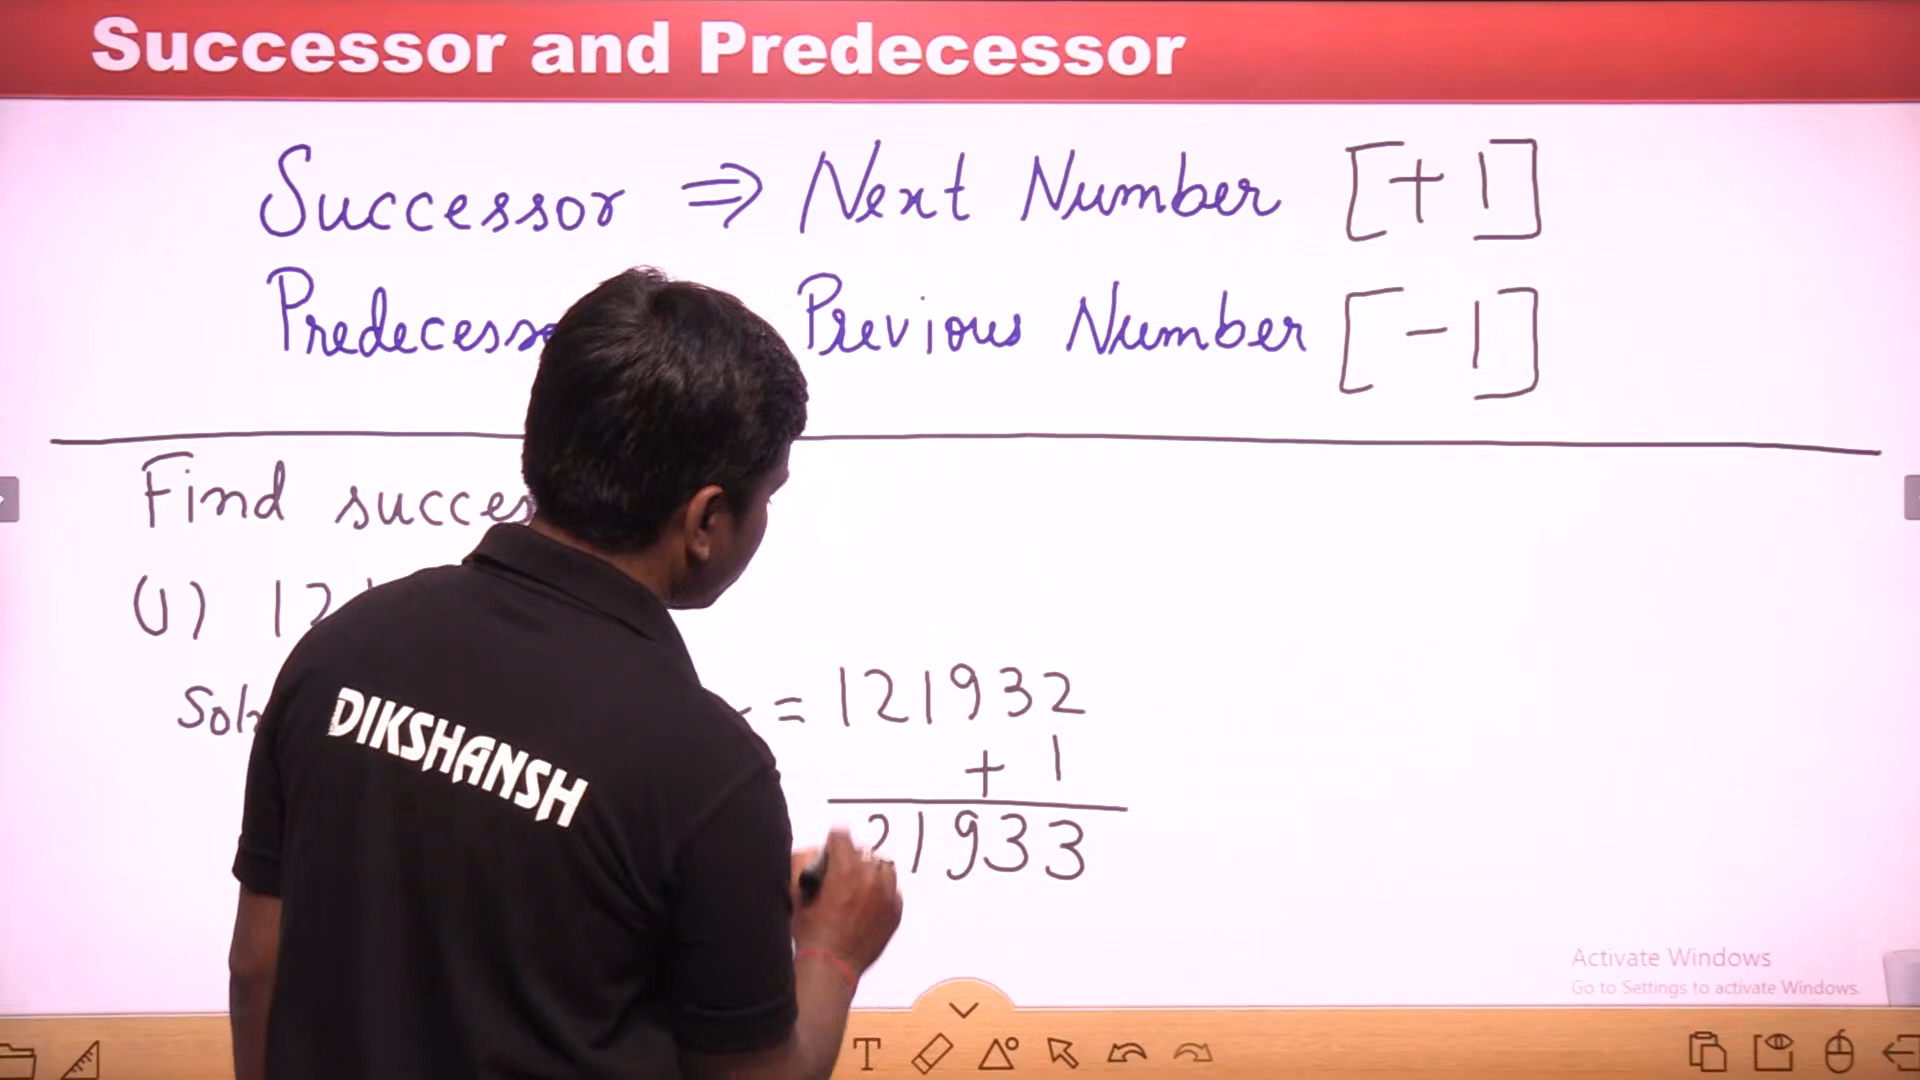 Successor and Predecessor
Successor ⇒ Next Number [+1]
Previous Number [-1]
Find
(1)
= 121932
+ 1
21933
DIKSHANSH
Activate Windows
Go to Settings to activate Windows.
T